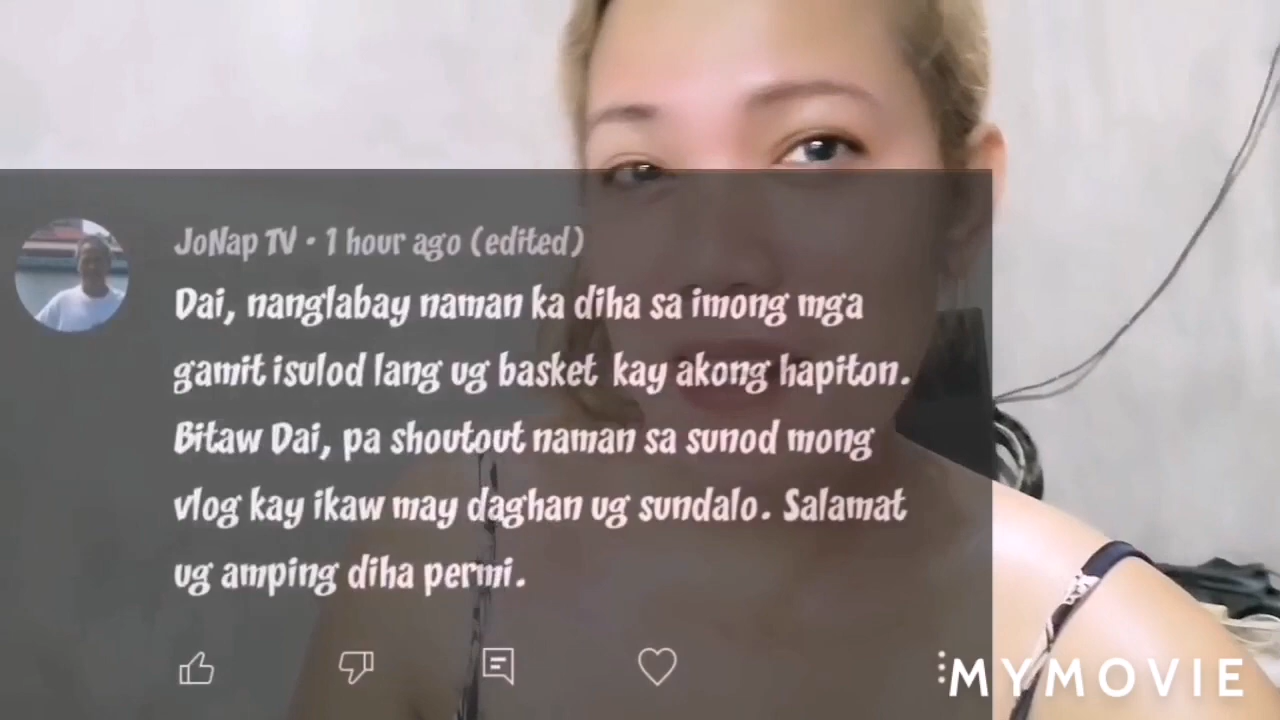 JoNap TV · 1 hour ago (edited)
Dai, nanglabay naman ka diha sa imong mga
gamit isulod lang ug basket kay akong hapiton.
Bitaw Dai, pa shoutout naman sa sunod mong
vlog kay ikaw may daghan ug sundalo. Salamat
ug amping diha permi.
MYMOVIE